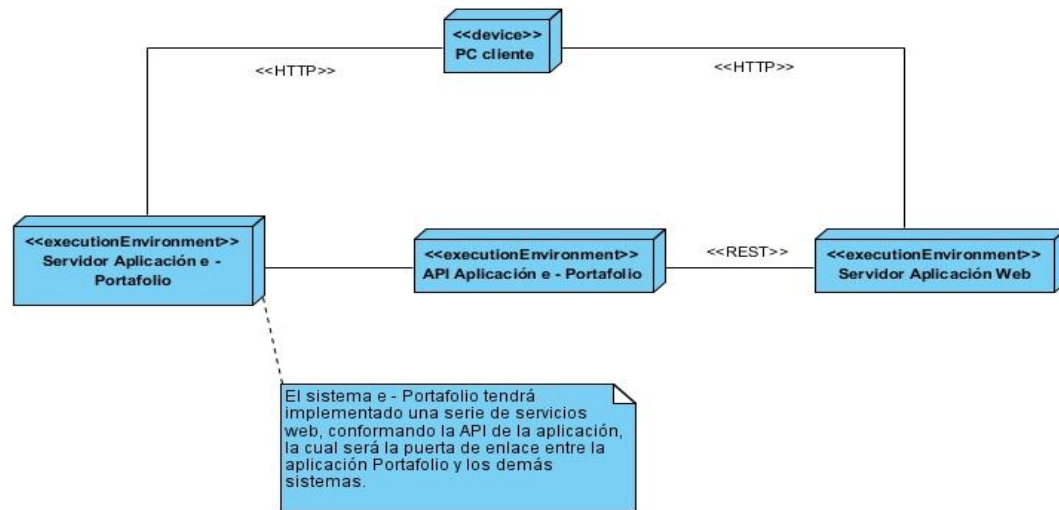 <<device>>
PC cliente
<<HTTP>>
<<HTTP>>
<<executionEnvironment>>
Servidor Aplicación e -
Portafolio
<<executionEnvironment>>
API Aplicación e - Portafolio
<<REST>>
<<executionEnvironment>>
Servidor Aplicación Web
El sistema e - Portafolio tendrá
implementado una serie de servicios
web, conformando la API de la aplicación,
la cual será la puerta de enlace entre la
aplicación Portafolio y los demás
sistemas.